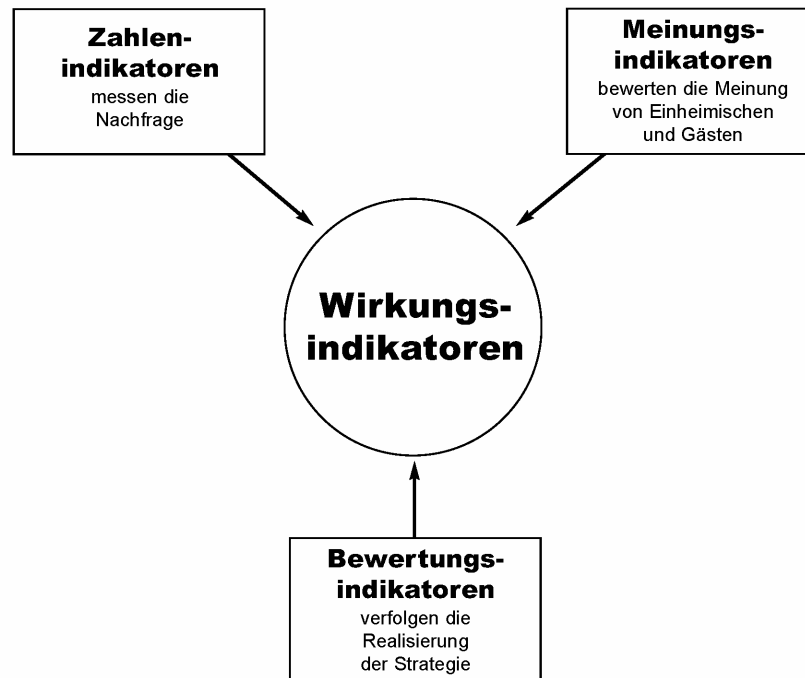 Zahlen-
indikatoren
messen die
Nachfrage
Meinungs-
indikatoren
bewerten die Meinung
von Einheimischen
und Gästen
Wirkungs-
indikatoren
Bewertungs-
indikatoren
verfolgen die
Realisierung
der Strategie